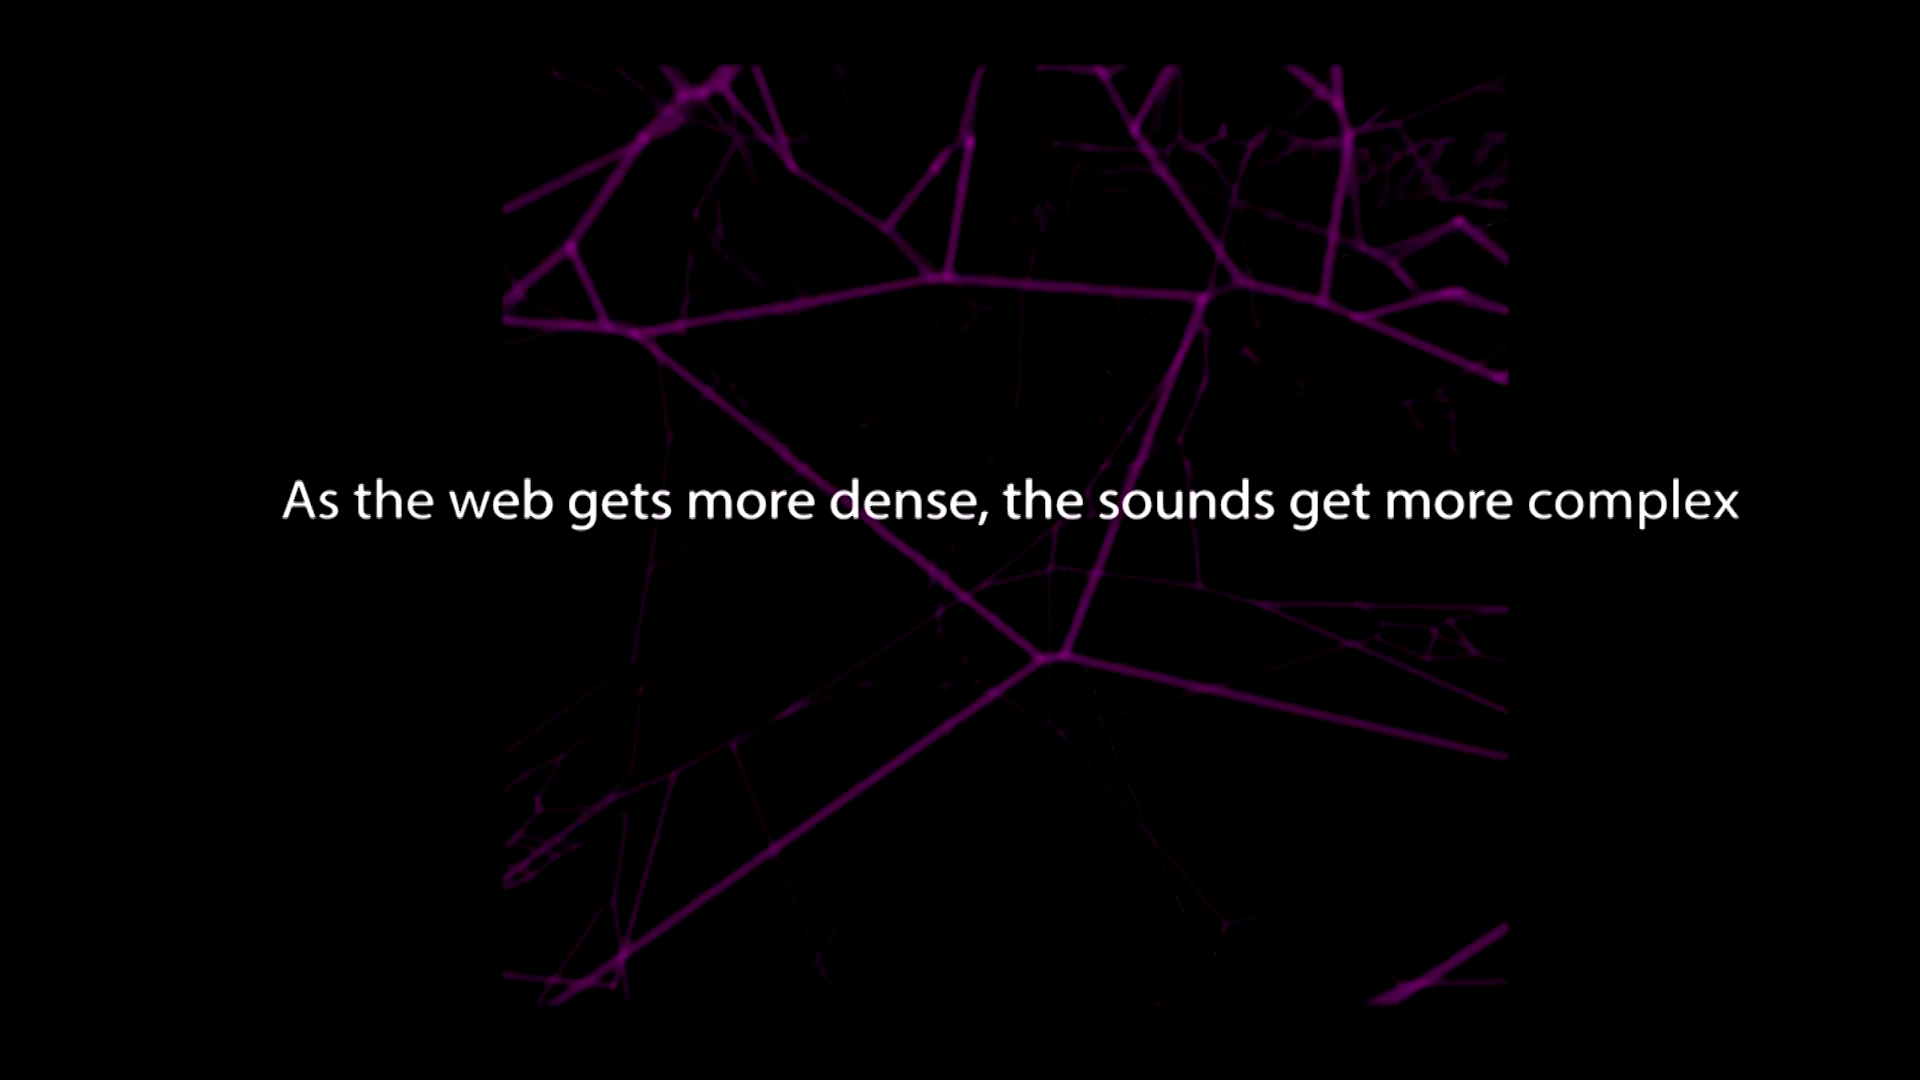 As the web gets more dense, the sounds get more complex